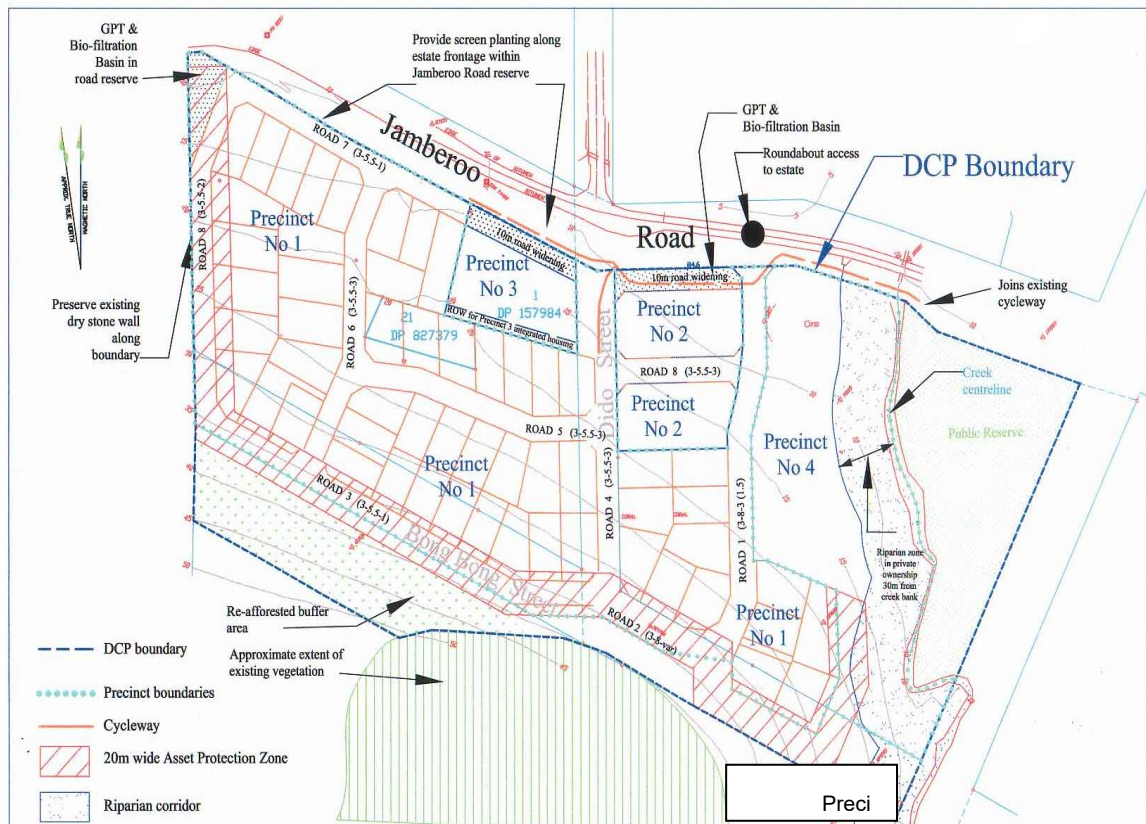 GPT &
Bio-filtration
Basin in
road reserve
Provide screen planting along
estate frontage within
Jamberoo Road reserve
GPT &
Bio-filtration Basin
Roundabout access
to estate
DCP Boundary
Jamberoo
Road
APPROX. TRUE NORTH
MAGNETIC NORTH
ROAD 7 (3-5.5-1)
ROAD 8 (3-5.5-2)
Precinct
No 1
10m road widening
10m road widening
Precinct
No 3
1
DP 157984
ROW for Precinct 3 integrated housing
21
DP 827379
ROAD 6 (3-5.5-3)
Precinct
No 2
ROAD 8 (3-5.5-3)
Precinct
No 2
Dido Street
Joins existing
cycleway
Creek
centreline
Public Reserve
Preserve existing
dry stone wall
along
boundary
ROAD 5 (3-5.5-3)
Precinct
No 1
Precinct
No 4
ROAD 4 (3-5.5-3)
ROAD 1 (3-8-3 (1.5)
CORAL
CORAL
ROAD 3 (3-5.5-1)
Bong Bong Street
ROAD 2 (3-8-var)
Precinct
No 1
Riparian zone
in private
ownership
30m from
creek bank
Re-afforested buffer
area
Approximate extent of
existing vegetation
DCP boundary
Precinct boundaries
Cycleway
20m wide Asset Protection Zone
Riparian corridor
Preci